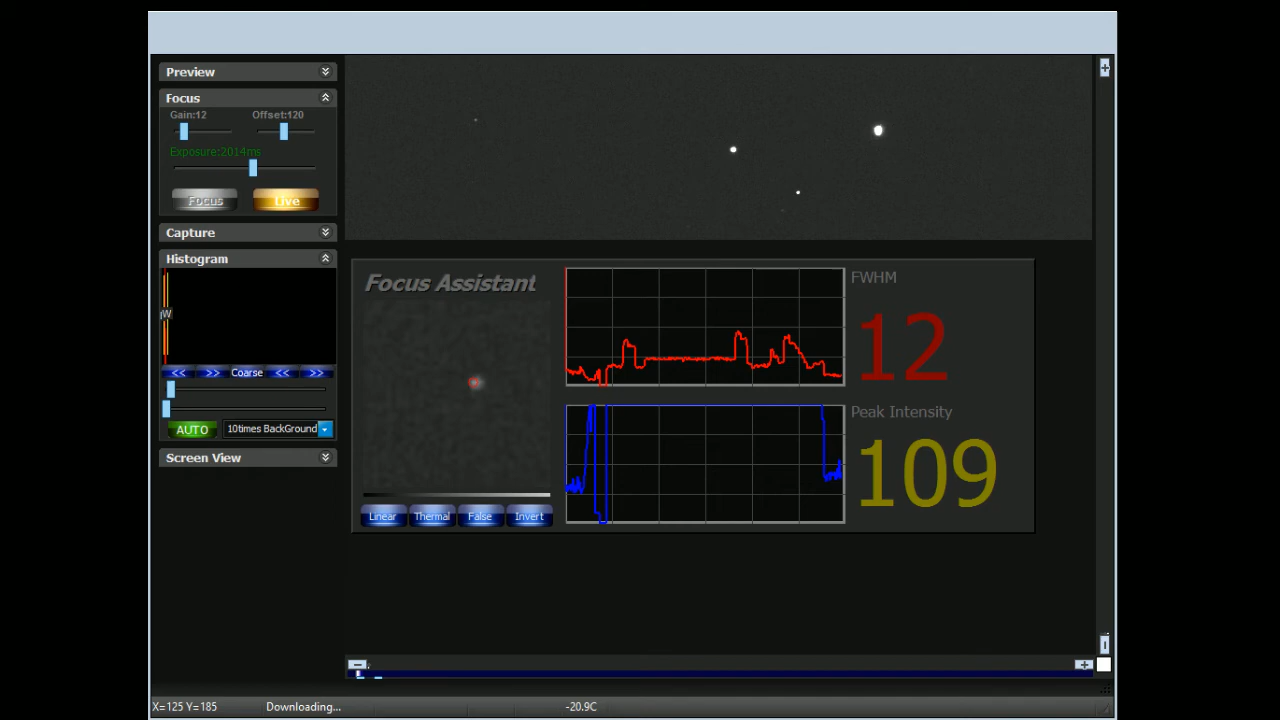 Preview
Focus
Gain:12 Offset:120
Exposure:2014ms
Focus Live
Capture
Histogram
<< >> Coarse << >>
AUTO 10times BackGround
Screen View
Focus Assistant
Linear Thermal False Invert
FWHM
12
Peak Intensity
109
X=125 Y=185 Downloading... -20.9C